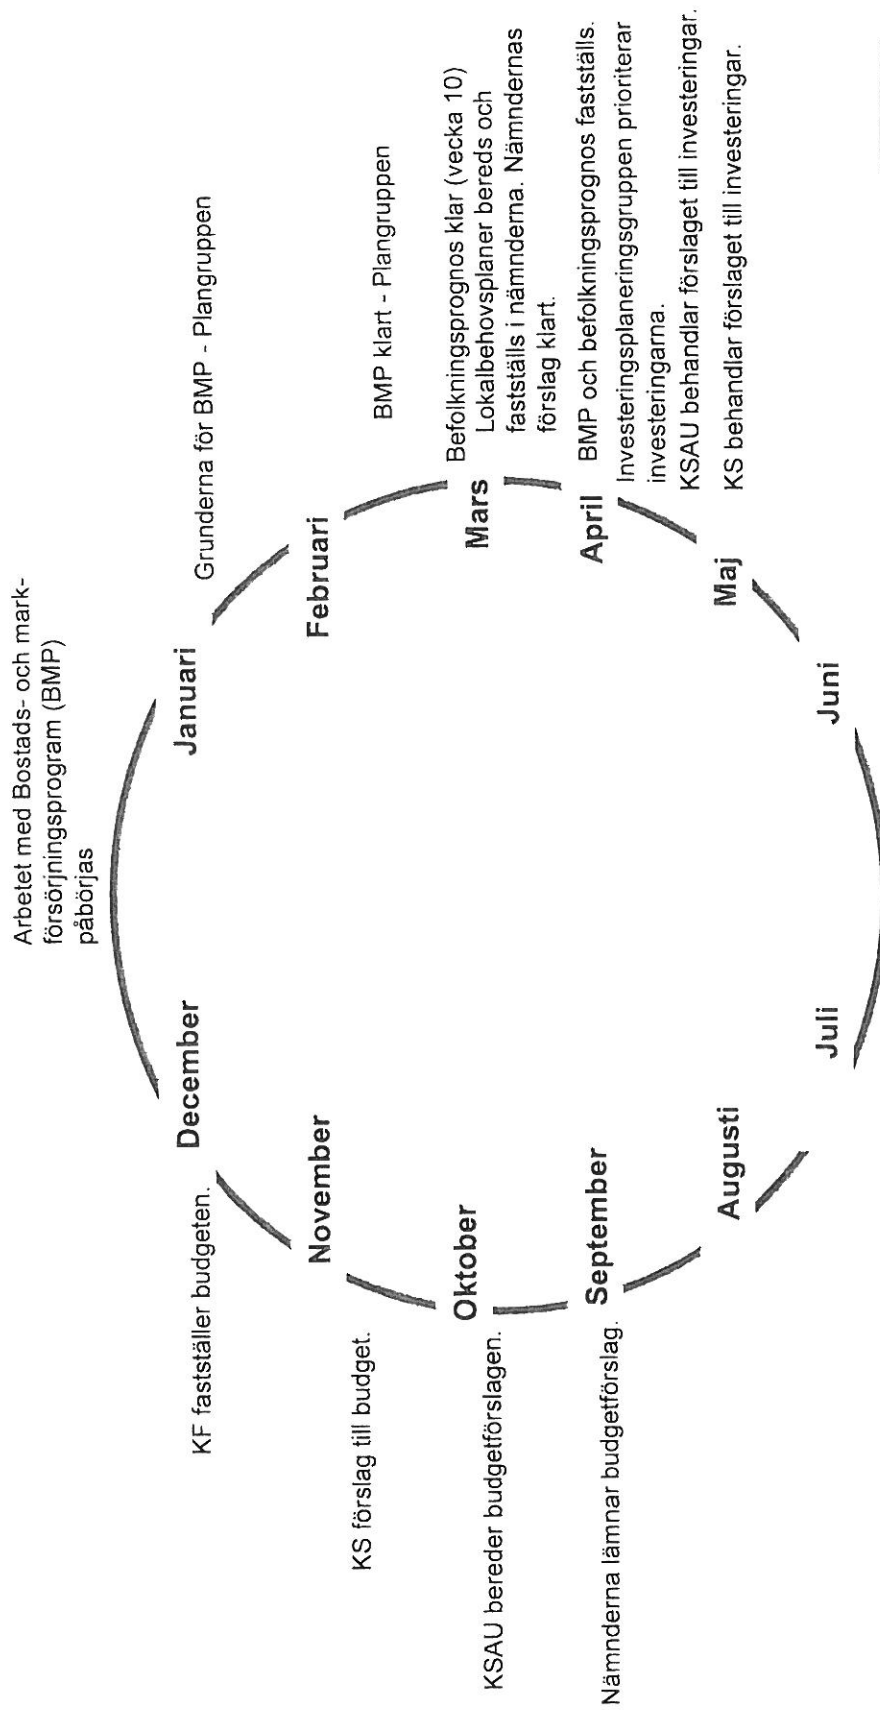 Arbetet med Bostads- och mark-
försörjningsprogram (BMP)
påbörjas
Januari
Grunderna för BMP - Plangruppen
Februari
BMP klart - Plangruppen
Mars
Befolkningsprognos klar (vecka 10)
Lokalbehovsplaner bereds och
fastställs i nämnderna. Nämndernas
förslag klart.
April
BMP och befolkningsprognos fastställs.
Investeringsplaneringsgruppen prioriterar
investeringarna.
KSAU behandlar förslaget till investeringar.
Maj
KS behandlar förslaget till investeringar.
Juni
Juli
Augusti
September
Nämnderna lämnar budgetförslag.
Oktober
KSAU bereder budgetförslagen.
November
KS förslag till budget.
December
KF fastställer budgeten.